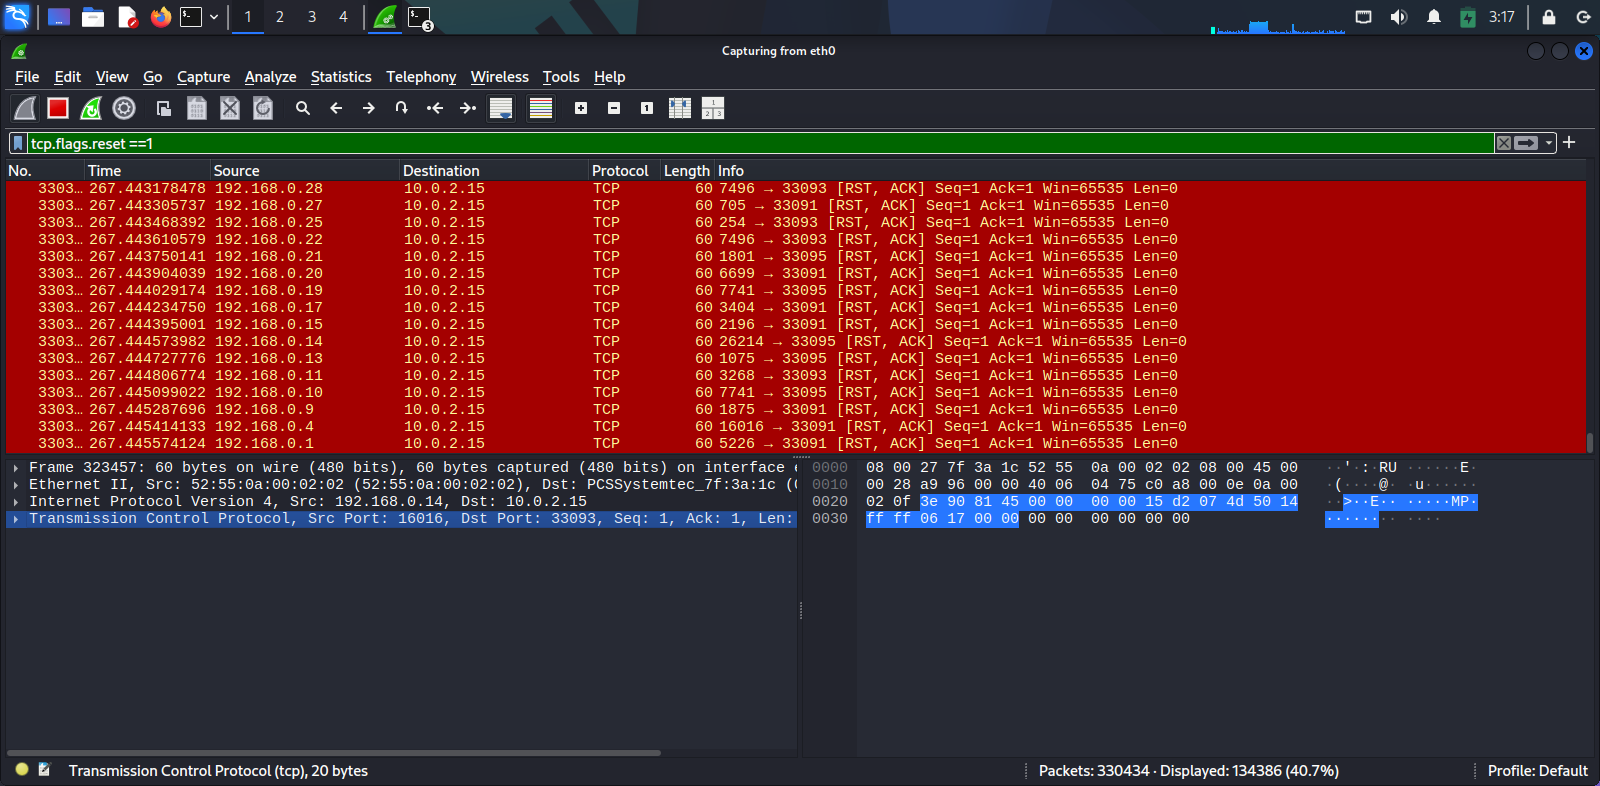 1 2 3 4 3 3:17
Capturing from eth0
File Edit View Go Capture Analyze Statistics Telephony Wireless Tools Help
tcp.flags.reset ==1
No. Time Source Destination Protocol Length Info
3303… 267.443178478 192.168.0.28 10.0.2.15 TCP 60 7496 → 33093 [RST, ACK] Seq=1 Ack=1 Win=65535 Len=0
3303… 267.443305737 192.168.0.27 10.0.2.15 TCP 60 705 → 33091 [RST, ACK] Seq=1 Ack=1 Win=65535 Len=0
3303… 267.443468392 192.168.0.25 10.0.2.15 TCP 60 254 → 33093 [RST, ACK] Seq=1 Ack=1 Win=65535 Len=0
3303… 267.443610579 192.168.0.22 10.0.2.15 TCP 60 7496 → 33093 [RST, ACK] Seq=1 Ack=1 Win=65535 Len=0
3303… 267.443750141 192.168.0.21 10.0.2.15 TCP 60 1801 → 33095 [RST, ACK] Seq=1 Ack=1 Win=65535 Len=0
3303… 267.443904039 192.168.0.20 10.0.2.15 TCP 60 6699 → 33091 [RST, ACK] Seq=1 Ack=1 Win=65535 Len=0
3303… 267.444029174 192.168.0.19 10.0.2.15 TCP 60 7741 → 33095 [RST, ACK] Seq=1 Ack=1 Win=65535 Len=0
3303… 267.444234750 192.168.0.17 10.0.2.15 TCP 60 3404 → 33091 [RST, ACK] Seq=1 Ack=1 Win=65535 Len=0
3303… 267.444395001 192.168.0.15 10.0.2.15 TCP 60 2196 → 33091 [RST, ACK] Seq=1 Ack=1 Win=65535 Len=0
3303… 267.444573982 192.168.0.14 10.0.2.15 TCP 60 26214 → 33095 [RST, ACK] Seq=1 Ack=1 Win=65535 Len=0
3303… 267.444727776 192.168.0.13 10.0.2.15 TCP 60 1075 → 33095 [RST, ACK] Seq=1 Ack=1 Win=65535 Len=0
3303… 267.444806774 192.168.0.11 10.0.2.15 TCP 60 3268 → 33093 [RST, ACK] Seq=1 Ack=1 Win=65535 Len=0
3303… 267.445099022 192.168.0.10 10.0.2.15 TCP 60 7741 → 33095 [RST, ACK] Seq=1 Ack=1 Win=65535 Len=0
3303… 267.445287696 192.168.0.9 10.0.2.15 TCP 60 1875 → 33091 [RST, ACK] Seq=1 Ack=1 Win=65535 Len=0
3303… 267.445414133 192.168.0.4 10.0.2.15 TCP 60 16016 → 33091 [RST, ACK] Seq=1 Ack=1 Win=65535 Len=0
3303… 267.445574124 192.168.0.1 10.0.2.15 TCP 60 5226 → 33091 [RST, ACK] Seq=1 Ack=1 Win=65535 Len=0
Frame 323457: 60 bytes on wire (480 bits), 60 bytes captured (480 bits) on interface e
Ethernet II, Src: 52:55:0a:00:02:02 (52:55:0a:00:02:02), Dst: PCSSystemtec_7f:3a:1c (0
Internet Protocol Version 4, Src: 192.168.0.14, Dst: 10.0.2.15
Transmission Control Protocol, Src Port: 16016, Dst Port: 33093, Seq: 1, Ack: 1, Len:
0000 08 00 27 7f 3a 1c 52 55 0a 00 02 02 08 00 45 00 ··'·:·RU ······E·
0010 00 28 a9 96 00 00 40 06 04 75 c0 a8 00 0e 0a 00 ·(····@· ·u······
0020 02 0f 3e 90 81 45 00 00 00 00 15 d2 07 4d 50 14 ··>··E·· ·····MP·
0030 ff ff 06 17 00 00 00 00 00 00 00 00 ········ ····
Transmission Control Protocol (tcp), 20 bytes
Packets: 330434 · Displayed: 134386 (40.7%)
Profile: Default